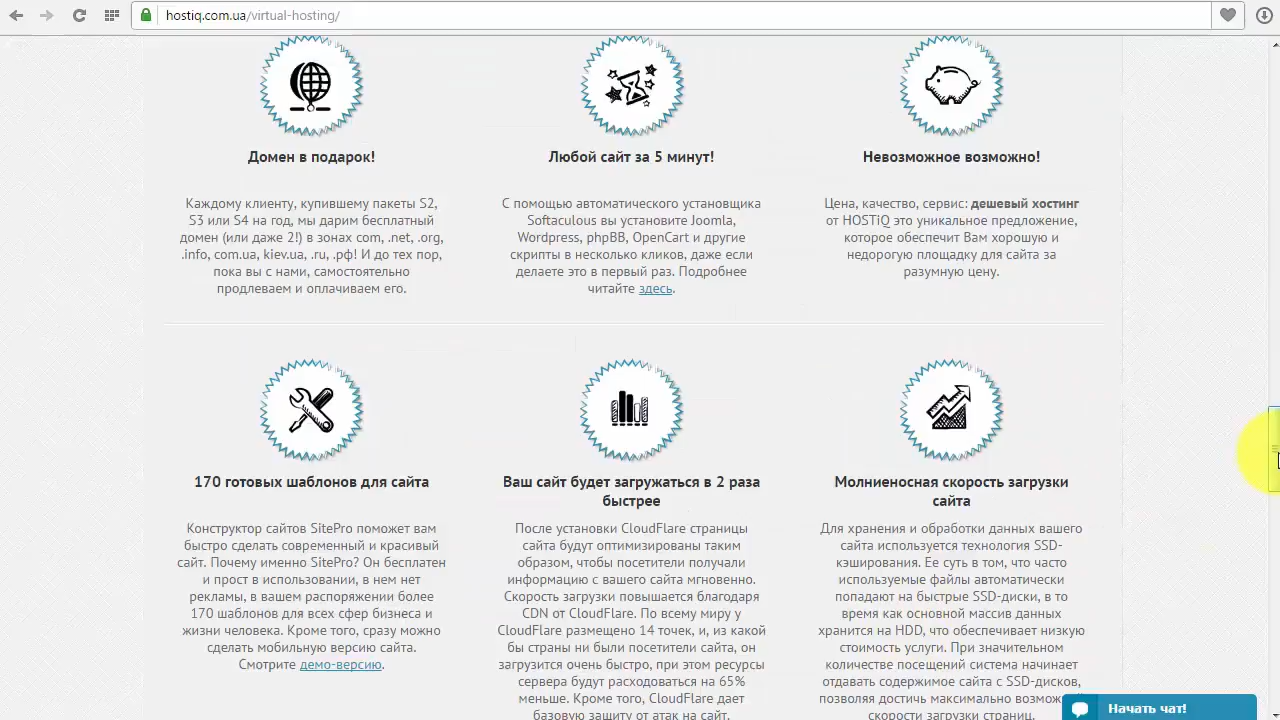 hostiq.com.ua/virtual-hosting/
Домен в подарок!
Каждому клиенту, купившему пакеты S2,
S3 или S4 на год, мы дарим бесплатный
домен (или даже 2!) в зонах com, .net, .org,
.info, com.ua, kiev.ua, .ru, .рф! И до тех пор,
пока вы с нами, самостоятельно
продлеваем и оплачиваем его.
Любой сайт за 5 минут!
С помощью автоматического установщика
Softaculous вы установите Joomla,
Wordpress, phpBB, OpenCart и другие
скрипты в несколько кликов, даже если
делаете это в первый раз. Подробнее
читайте здесь.
Невозможное возможно!
Цена, качество, сервис: дешевый хостинг
от HOSTiQ это уникальное предложение,
которое обеспечит Вам хорошую и
недорогую площадку для сайта за
разумную цену.
170 готовых шаблонов для сайта
Конструктор сайтов SitePro поможет вам
быстро сделать современный и красивый
сайт. Почему именно SitePro? Он бесплатен
и прост в использовании, в нем нет
рекламы, в вашем распоряжении более
170 шаблонов для всех сфер бизнеса и
жизни человека. Кроме того, сразу можно
сделать мобильную версию сайта.
Смотрите демо-версию.
Ваш сайт будет загружаться в 2 раза
быстрее
После установки CloudFlare страницы
сайта будут оптимизированы таким
образом, чтобы посетители получали
информацию с вашего сайта мгновенно.
Скорость загрузки повышается благодаря
CDN от CloudFlare. По всему миру у
CloudFlare размещено 14 точек, и, из какой
бы страны ни были посетители сайта, он
загрузится очень быстро, при этом ресурсы
сервера будут расходоваться на 65%
меньше. Кроме того, CloudFlare дает
базовую защиту от атак на сайт.
Молниеносная скорость загрузки
сайта
Для хранения и обработки данных вашего
сайта используется технология SSD-
кэширования. Ее суть в том, что часто
используемые файлы автоматически
попадают на быстрые SSD-диски, в то
время как основной массив данных
хранится на HDD, что обеспечивает низкую
стоимость услуги. При значительном
количестве посещений система начинает
отдавать содержимое сайта с SSD-дисков,
позволяя достичь максимально
скорости загрузки страниц.
Начать чат!